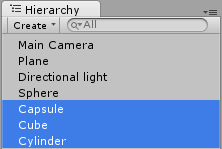 Hierarchy
Create All
Main Camera
Plane
Directional light
Sphere
Capsule
Cube
Cylinder